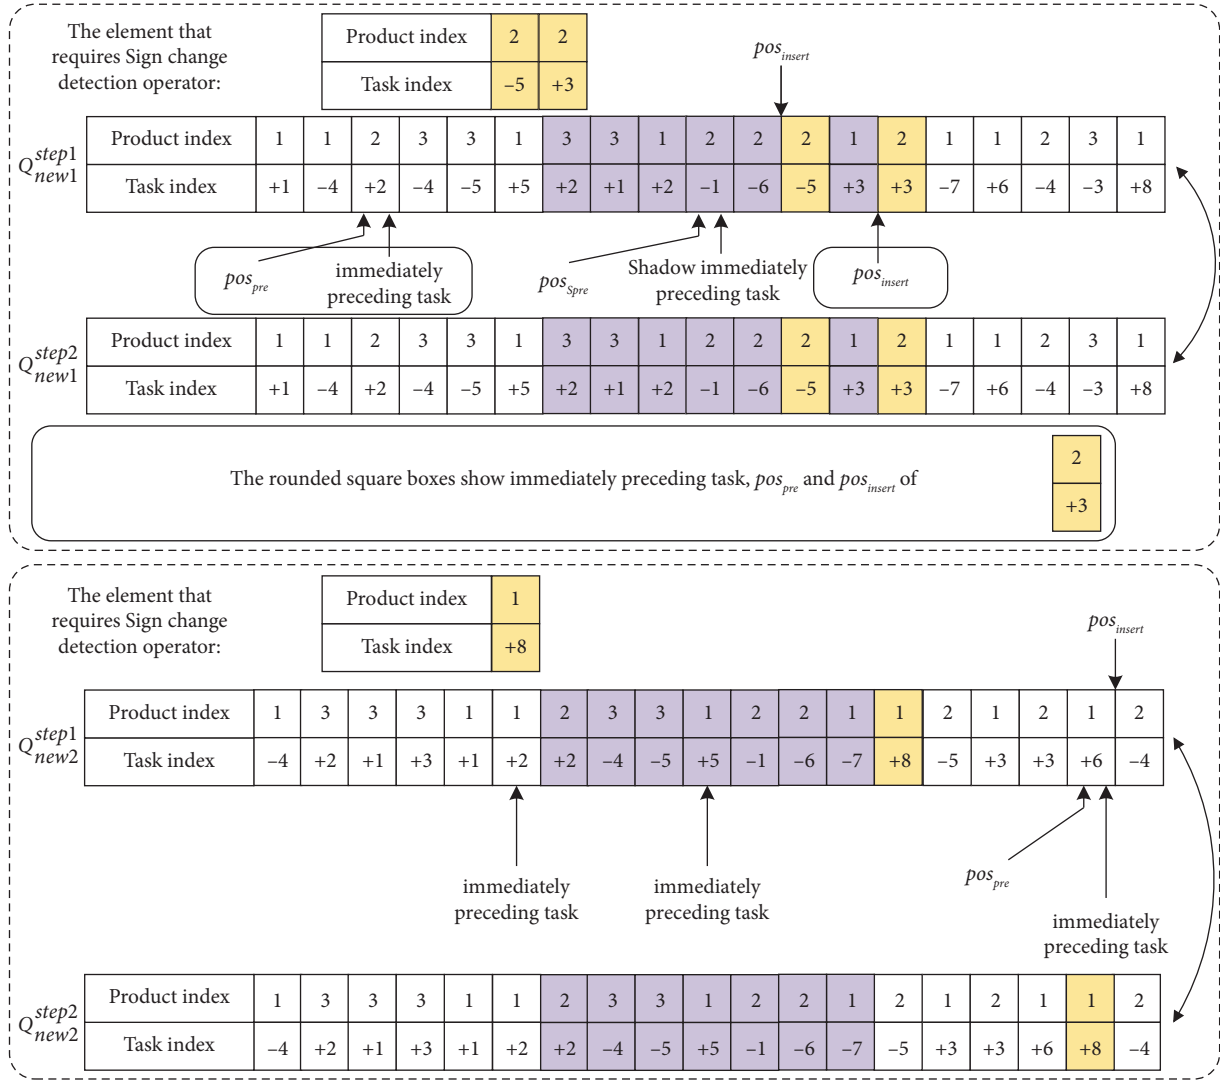 The element that
requires Sign change
detection operator:
Product index 2 2
Task index –5 +3
pos_insert
Q_new1^step1
Product index 1 1 2 3 3 1 3 3 1 2 2 2 1 2 1 1 2 3 1
Task index +1 –4 +2 –4 –5 +5 +2 +1 +2 –1 –6 –5 +3 +3 –7 +6 –4 –3 +8
pos_pre
immediately
preceding task
pos_Spre
Shadow immediately
preceding task
pos_insert
Q_new1^step2
Product index 1 1 2 3 3 1 3 3 1 2 2 2 1 2 1 1 2 3 1
Task index +1 –4 +2 –4 –5 +5 +2 +1 +2 –1 –6 –5 +3 +3 –7 +6 –4 –3 +8
The rounded square boxes show immediately preceding task, pos_pre and pos_insert of
2
+3
The element that
requires Sign change
detection operator:
Product index 1
Task index +8
pos_insert
Q_new2^step1
Product index 1 3 3 3 1 1 2 3 3 1 2 2 1 1 2 1 2 1 2
Task index –4 +2 +1 +3 +1 +2 +2 –4 –5 +5 –1 –6 –7 +8 –5 +3 +3 +6 –4
immediately
preceding task
immediately
preceding task
pos_pre
immediately
preceding task
Q_new2^step2
Product index 1 3 3 3 1 1 2 3 3 1 2 2 1 2 1 2 1 1 2
Task index –4 +2 +1 +3 +1 +2 +2 –4 –5 +5 –1 –6 –7 –5 +3 +3 +6 +8 –4